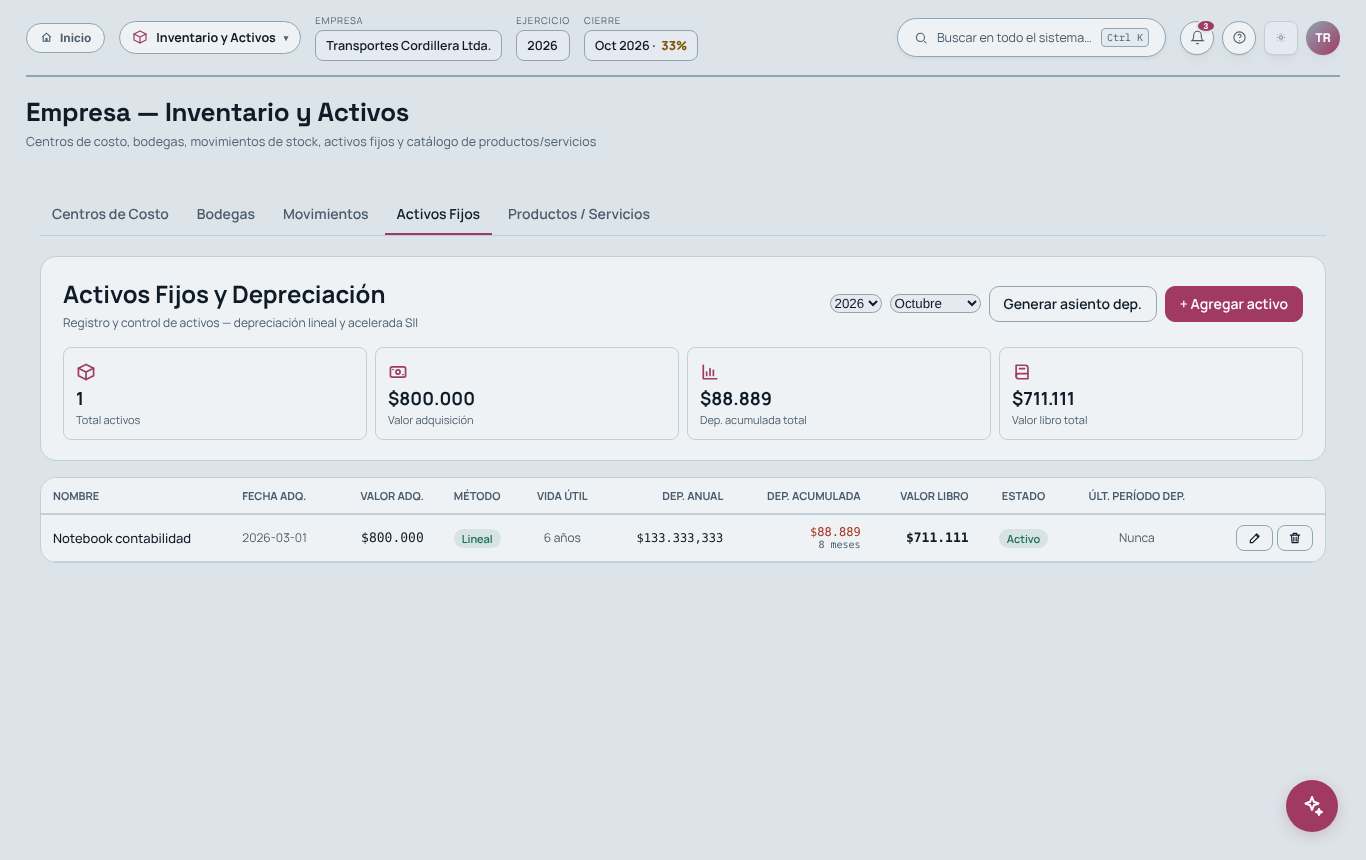 Inicio
Inventario y Activos ▾
EMPRESA
Transportes Cordillera Ltda.
EJERCICIO
2026
CIERRE
Oct 2026 · 33%
Buscar en todo el sistema... Ctrl K
3
TR
Empresa — Inventario y Activos
Centros de costo, bodegas, movimientos de stock, activos fijos y catálogo de productos/servicios
Centros de Costo Bodegas Movimientos Activos Fijos Productos / Servicios
Activos Fijos y Depreciación
Registro y control de activos — depreciación lineal y acelerada SII
2026 Octubre Generar asiento dep. + Agregar activo
1
Total activos
$800.000
Valor adquisición
$88.889
Dep. acumulada total
$711.111
Valor libro total
NOMBRE FECHA ADQ. VALOR ADQ. MÉTODO VIDA ÚTIL DEP. ANUAL DEP. ACUMULADA VALOR LIBRO ESTADO ÚLT. PERÍODO DEP.
Notebook contabilidad 2026-03-01 $800.000 Lineal 6 años $133.333,333 $88.889 $711.111 Activo Nunca
8 meses